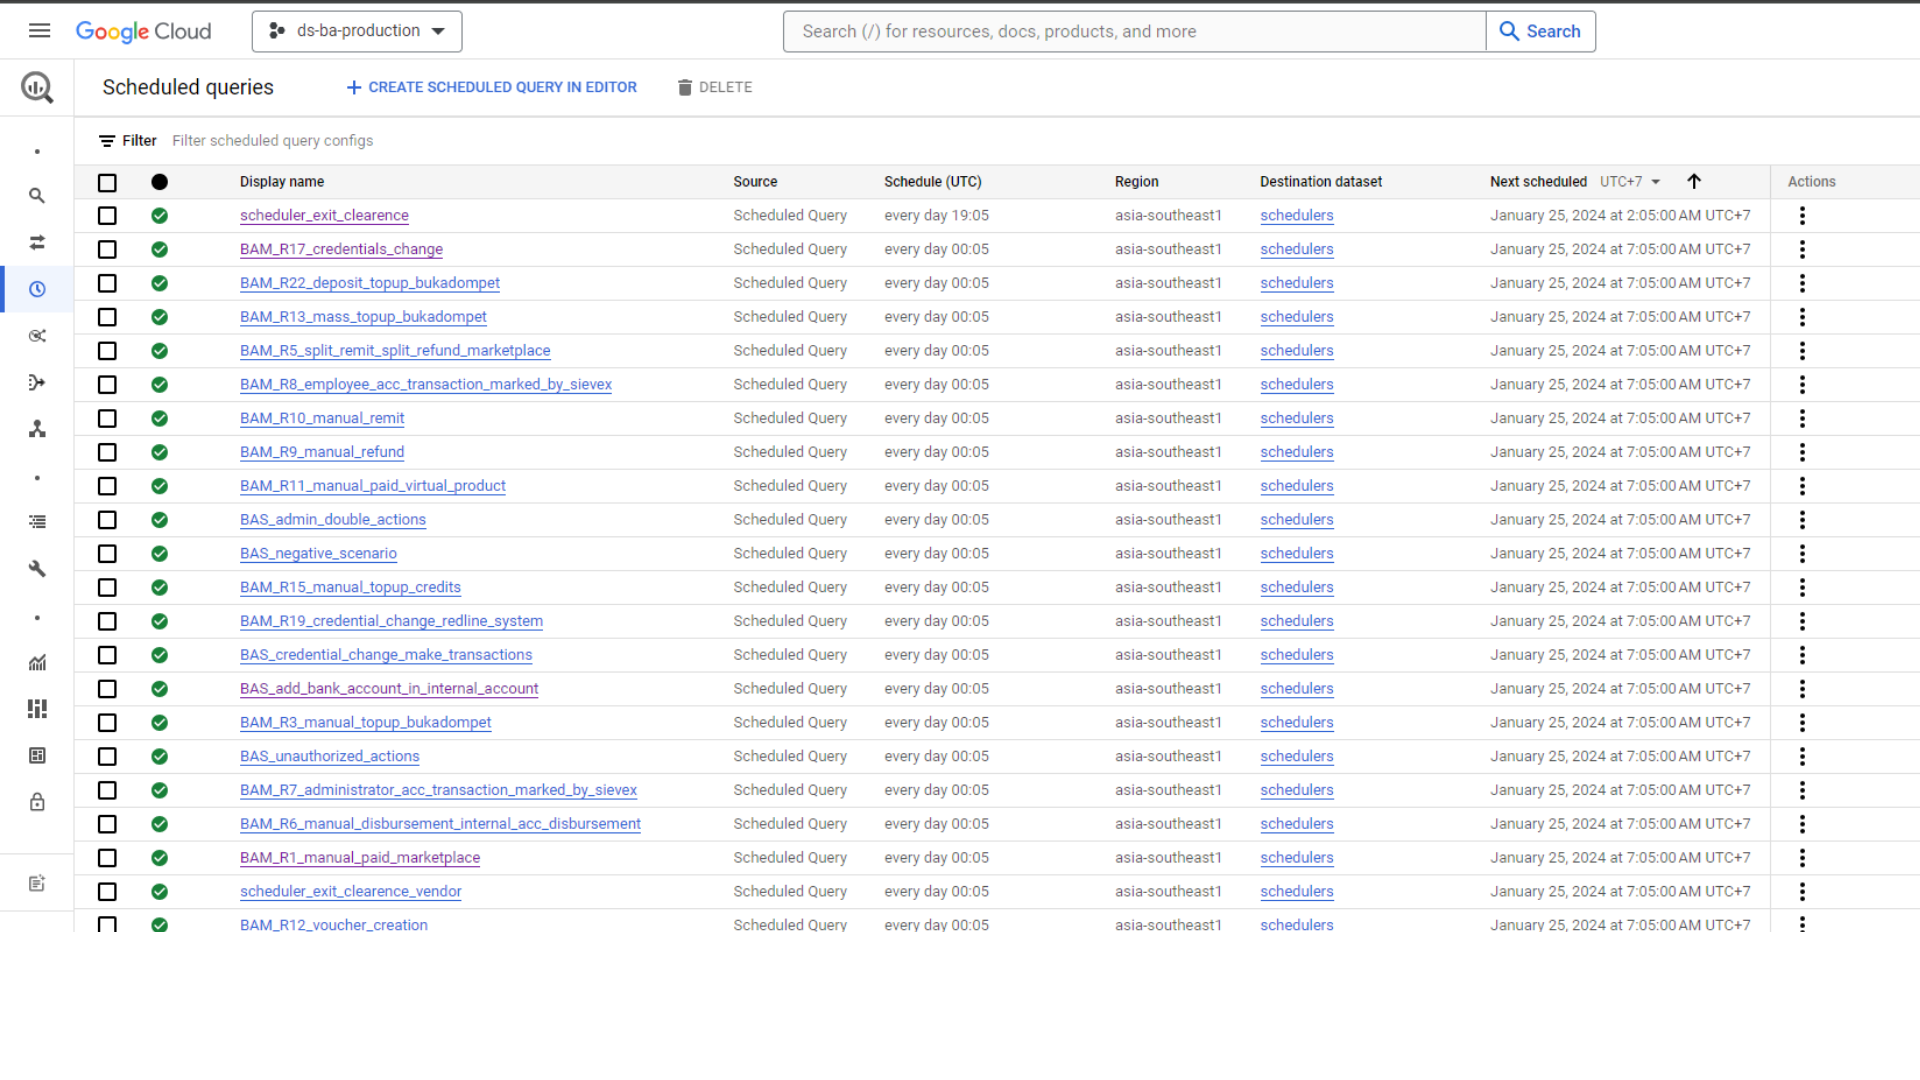 Google Cloud ds-ba-production Search (/) for resources, docs, products, and more Search
Scheduled queries CREATE SCHEDULED QUERY IN EDITOR DELETE
Filter Filter scheduled query configs
Display name Source Schedule (UTC) Region Destination dataset Next scheduled UTC+7 Actions
scheduler_exit_clearence Scheduled Query every day 19:05 asia-southeast1 schedulers January 25, 2024 at 2:05:00 AM UTC+7
BAM_R17_credentials_change Scheduled Query every day 00:05 asia-southeast1 schedulers January 25, 2024 at 7:05:00 AM UTC+7
BAM_R22_deposit_topup_bukadompet Scheduled Query every day 00:05 asia-southeast1 schedulers January 25, 2024 at 7:05:00 AM UTC+7
BAM_R13_mass_topup_bukadompet Scheduled Query every day 00:05 asia-southeast1 schedulers January 25, 2024 at 7:05:00 AM UTC+7
BAM_R5_split_remit_split_refund_marketplace Scheduled Query every day 00:05 asia-southeast1 schedulers January 25, 2024 at 7:05:00 AM UTC+7
BAM_R8_employee_acc_transaction_marked_by_sievex Scheduled Query every day 00:05 asia-southeast1 schedulers January 25, 2024 at 7:05:00 AM UTC+7
BAM_R10_manual_remit Scheduled Query every day 00:05 asia-southeast1 schedulers January 25, 2024 at 7:05:00 AM UTC+7
BAM_R9_manual_refund Scheduled Query every day 00:05 asia-southeast1 schedulers January 25, 2024 at 7:05:00 AM UTC+7
BAM_R11_manual_paid_virtual_product Scheduled Query every day 00:05 asia-southeast1 schedulers January 25, 2024 at 7:05:00 AM UTC+7
BAS_admin_double_actions Scheduled Query every day 00:05 asia-southeast1 schedulers January 25, 2024 at 7:05:00 AM UTC+7
BAS_negative_scenario Scheduled Query every day 00:05 asia-southeast1 schedulers January 25, 2024 at 7:05:00 AM UTC+7
BAM_R15_manual_topup_credits Scheduled Query every day 00:05 asia-southeast1 schedulers January 25, 2024 at 7:05:00 AM UTC+7
BAM_R19_credential_change_redline_system Scheduled Query every day 00:05 asia-southeast1 schedulers January 25, 2024 at 7:05:00 AM UTC+7
BAS_credential_change_make_transactions Scheduled Query every day 00:05 asia-southeast1 schedulers January 25, 2024 at 7:05:00 AM UTC+7
BAS_add_bank_account_in_internal_account Scheduled Query every day 00:05 asia-southeast1 schedulers January 25, 2024 at 7:05:00 AM UTC+7
BAM_R3_manual_topup_bukadompet Scheduled Query every day 00:05 asia-southeast1 schedulers January 25, 2024 at 7:05:00 AM UTC+7
BAS_unauthorized_actions Scheduled Query every day 00:05 asia-southeast1 schedulers January 25, 2024 at 7:05:00 AM UTC+7
BAM_R7_administrator_acc_transaction_marked_by_sievex Scheduled Query every day 00:05 asia-southeast1 schedulers January 25, 2024 at 7:05:00 AM UTC+7
BAM_R6_manual_disbursement_internal_acc_disbursement Scheduled Query every day 00:05 asia-southeast1 schedulers January 25, 2024 at 7:05:00 AM UTC+7
BAM_R1_manual_paid_marketplace Scheduled Query every day 00:05 asia-southeast1 schedulers January 25, 2024 at 7:05:00 AM UTC+7
scheduler_exit_clearence_vendor Scheduled Query every day 00:05 asia-southeast1 schedulers January 25, 2024 at 7:05:00 AM UTC+7
BAM_R12_voucher_creation Scheduled Query every day 00:05 asia-southeast1 schedulers January 25, 2024 at 7:05:00 AM UTC+7